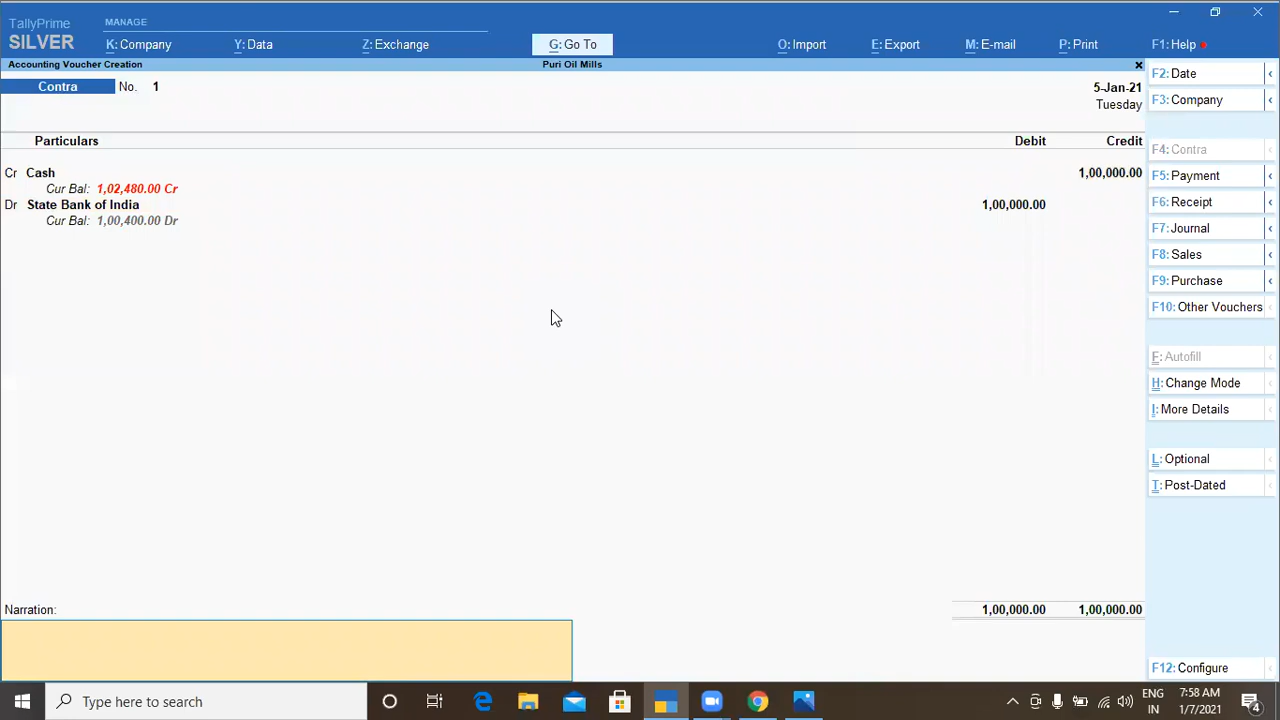 TallyPrime
SILVER
MANAGE
K: Company
Y: Data
Z: Exchange
G: Go To
O: Import
E: Export
M: E-mail
P: Print
F1: Help
Accounting Voucher Creation
Puri Oil Mills
Contra
No. 1
5-Jan-21
Tuesday
Particulars
Debit
Credit
Cr Cash
1,00,000.00
Cur Bal: 1,02,480.00 Cr
Dr State Bank of India
1,00,000.00
Cur Bal: 1,00,400.00 Dr
Narration:
1,00,000.00 1,00,000.00
F2: Date
F3: Company
F4: Contra
F5: Payment
F6: Receipt
F7: Journal
F8: Sales
F9: Purchase
F10: Other Vouchers
F: Autofill
H: Change Mode
I: More Details
L: Optional
T: Post-Dated
F12: Configure
Type here to search
ENG
IN
7:58 AM
1/7/2021
4